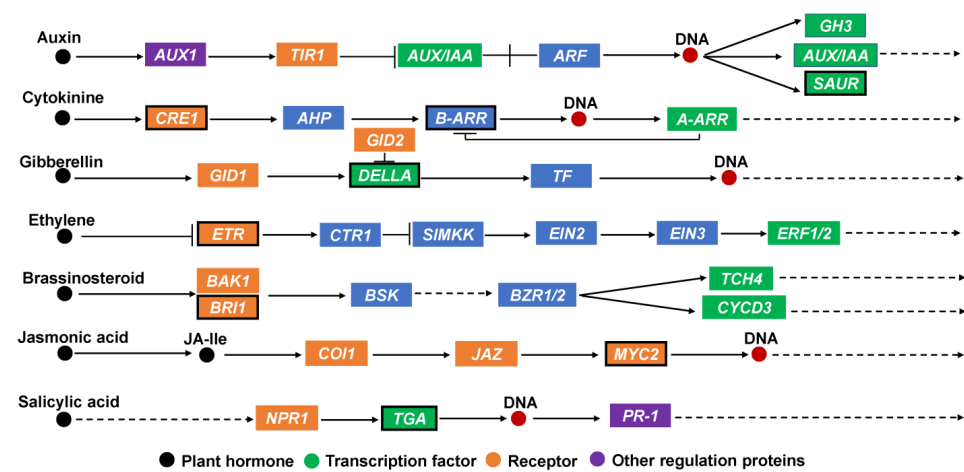 Auxin
AUX1
TIR1
AUX/IAA
ARF
DNA
GH3
AUX/IAA
SAUR
Cytokinine
CRE1
AHP
B-ARR
DNA
A-ARR
GID2
Gibberellin
GID1
DELLA
TF
DNA
Ethylene
ETR
CTR1
SIMKK
EIN2
EIN3
ERF1/2
Brassinosteroid
BAK1
BRI1
BSK
BZR1/2
TCH4
CYCD3
Jasmonic acid
JA-Ile
COI1
JAZ
MYC2
DNA
Salicylic acid
NPR1
TGA
DNA
PR-1
Plant hormone Transcription factor Receptor Other regulation proteins